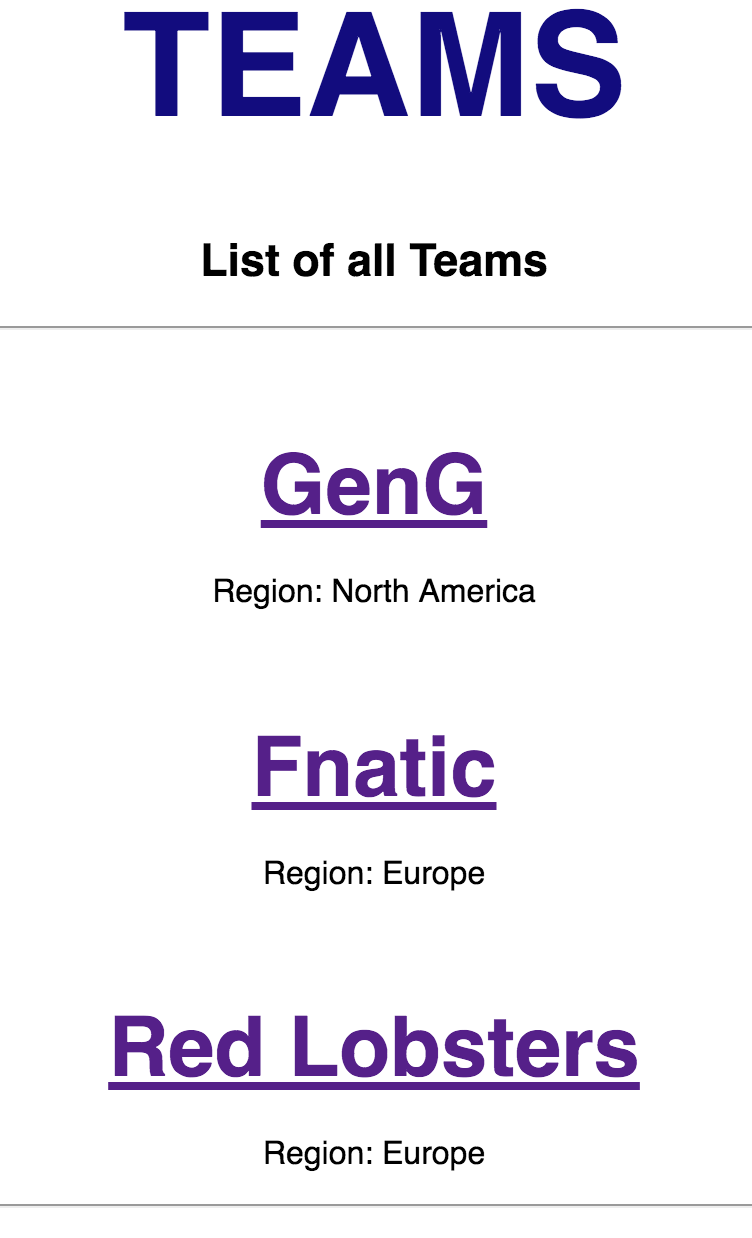 TEAMS
List of all Teams
GenG
Region: North America
Fnatic
Region: Europe
Red Lobsters
Region: Europe